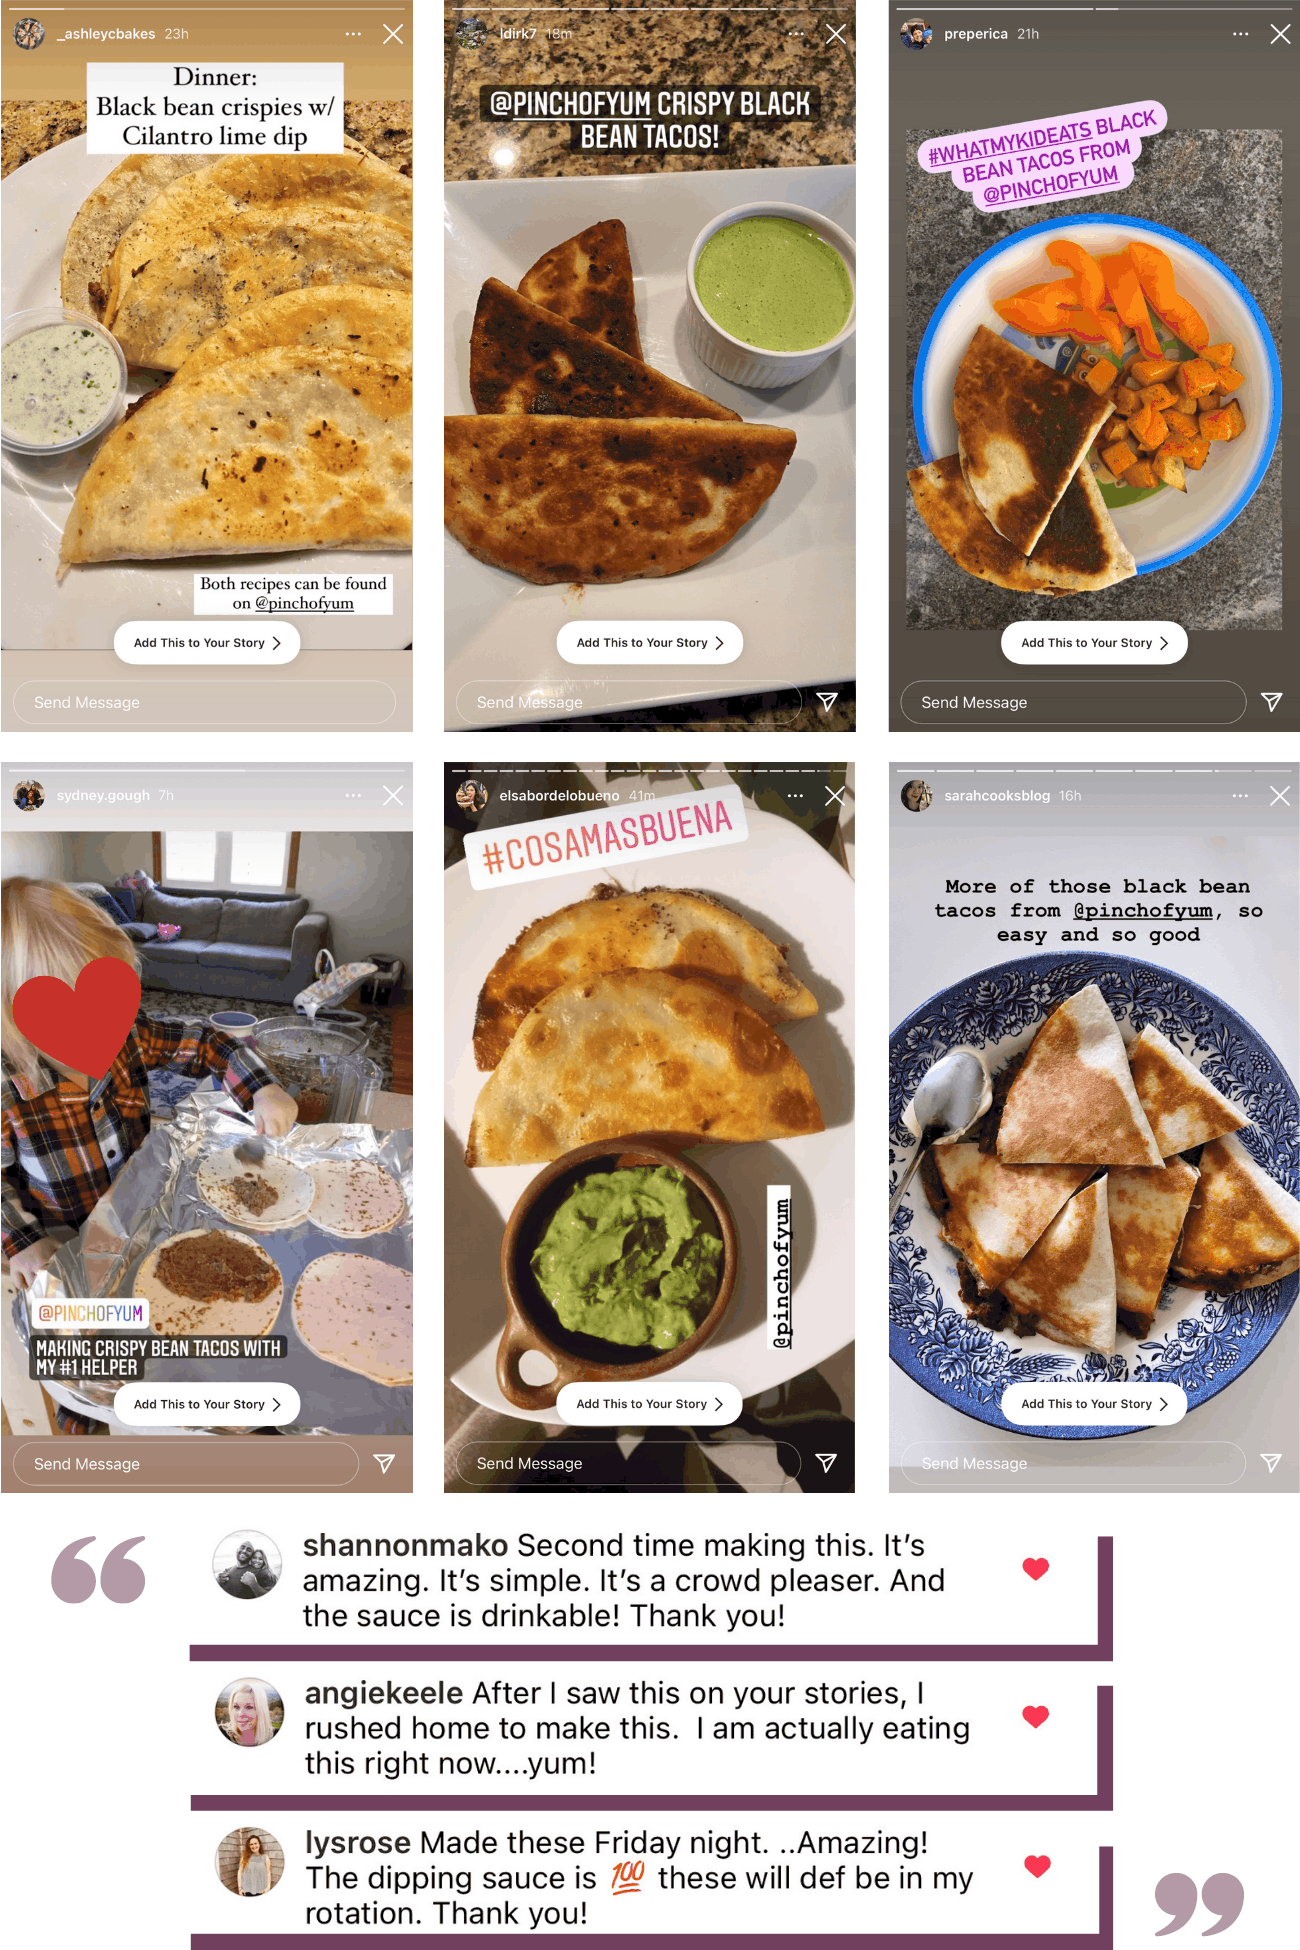 _ashleycbakes 23h
Dinner:
Black bean crispies w/
Cilantro lime dip
Both recipes can be found
on @pinchofyum
Add This to Your Story
Send Message
ldirk7 18m
@PINCHOFYUM CRISPY BLACK
BEAN TACOS!
Add This to Your Story
Send Message
preperica 21h
#WHATMYKIDEATS BLACK
BEAN TACOS FROM
@PINCHOFYUM
Add This to Your Story
Send Message
sydney.gough 7h
@PINCHOFYUM
MAKING CRISPY BEAN TACOS WITH
MY #1 HELPER
Add This to Your Story
Send Message
elsabordelobueno 41m
#COSAMASBUENA
@pinchofyum
Add This to Your Story
Send Message
sarahcooksblog 16h
More of those black bean
tacos from @pinchofyum, so
easy and so good
Add This to Your Story
Send Message
“
shannonmako Second time making this. It’s
amazing. It’s simple. It’s a crowd pleaser. And
the sauce is drinkable! Thank you!
angiekeele After I saw this on your stories, I
rushed home to make this. I am actually eating
this right now....yum!
lysrose Made these Friday night. ..Amazing!
The dipping sauce is 💯 these will def be in my
rotation. Thank you!
”